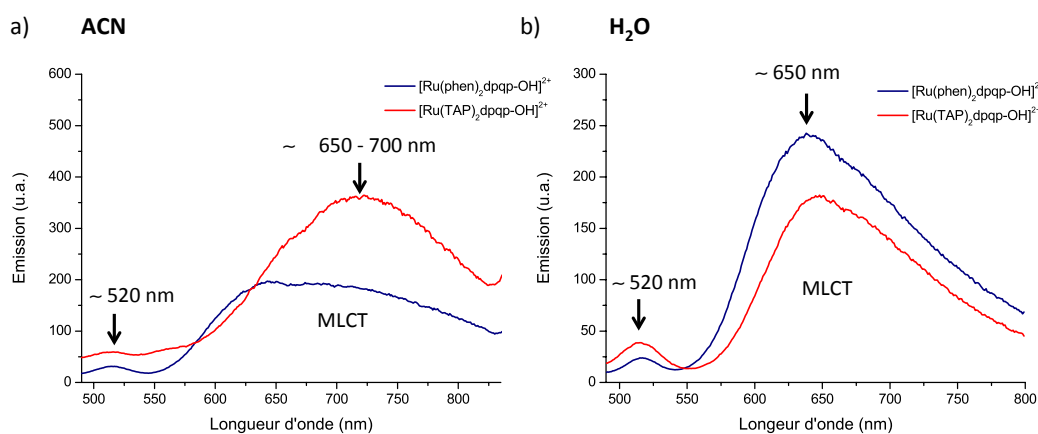 a) ACN
600
500
400
300
200
100
0
Emission (u.a.)
500 550 600 650 700 750 800
Longueur d'onde (nm)
[Ru(phen)₂dpqp-OH]²⁺
[Ru(TAP)₂dpqp-OH]²⁺
~ 650 - 700 nm
~ 520 nm
MLCT
b) H₂O
300
250
200
150
100
50
0
Emission (u.a.)
500 550 600 650 700 750 800
Longueur d'onde (nm)
~ 650 nm
[Ru(phen)₂dpqp-OH]²
[Ru(TAP)₂dpqp-OH]²⁺
~ 520 nm
MLCT